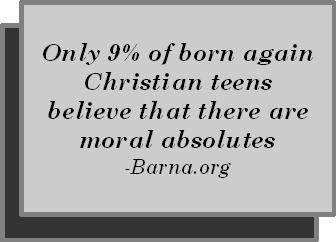 Only 9% of born again
Christian teens
believe that there are
moral absolutes
-Barna.org